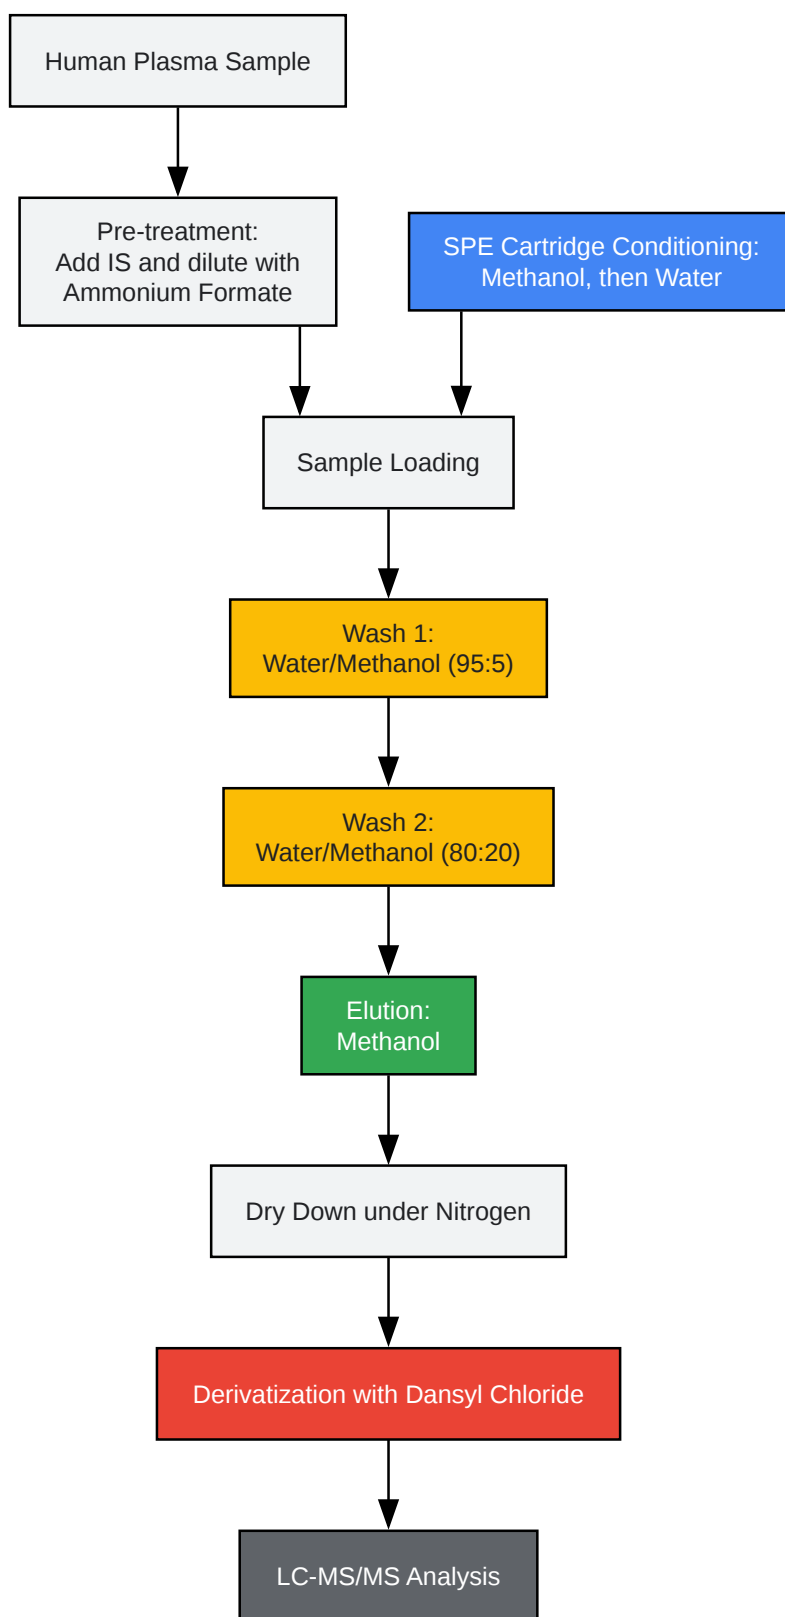 Human Plasma Sample
Pre-treatment:
Add IS and dilute with
Ammonium Formate
SPE Cartridge Conditioning:
Methanol, then Water
Sample Loading
Wash 1:
Water/Methanol (95:5)
Wash 2:
Water/Methanol (80:20)
Elution:
Methanol
Dry Down under Nitrogen
Derivatization with Dansyl Chloride
LC-MS/MS Analysis